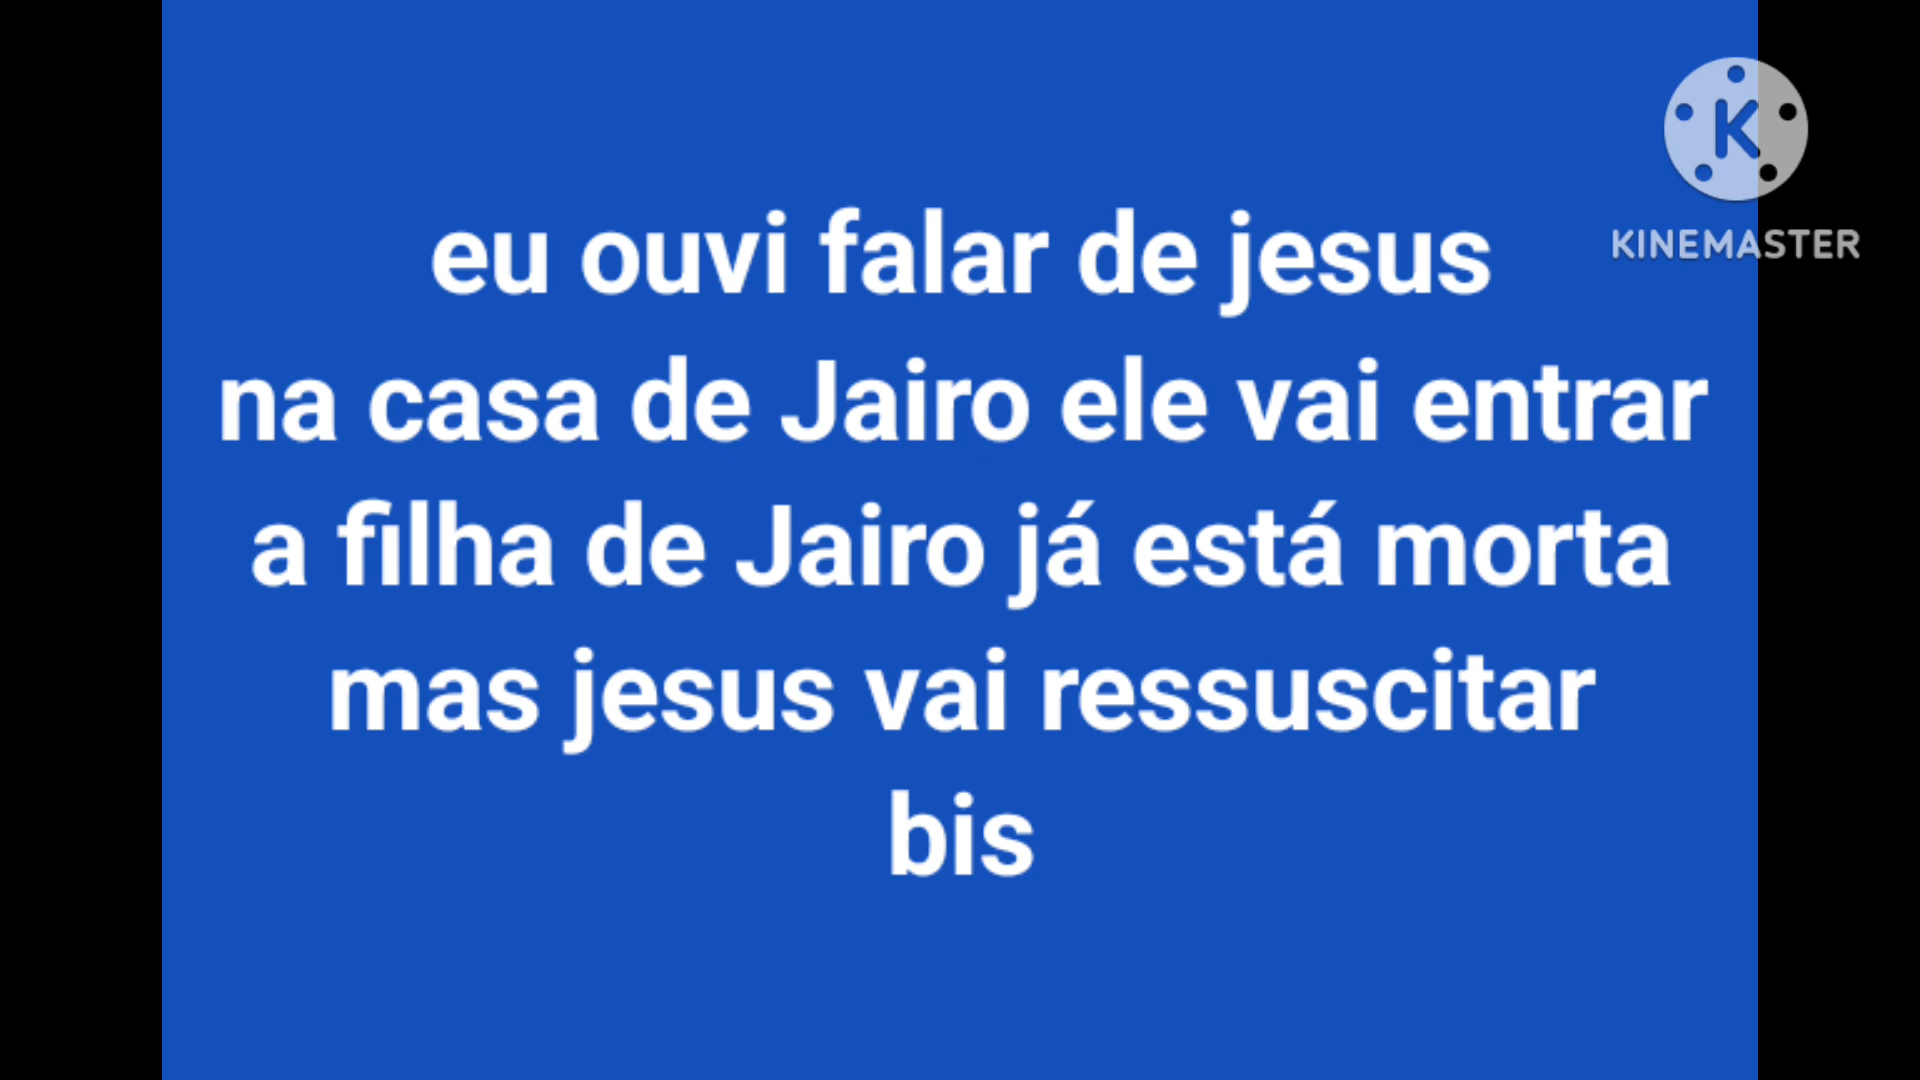 eu ouvi falar de jesus
na casa de Jairo ele vai entrar
a filha de Jairo já está morta
mas jesus vai ressuscitar
bis
K
KINEMASTER